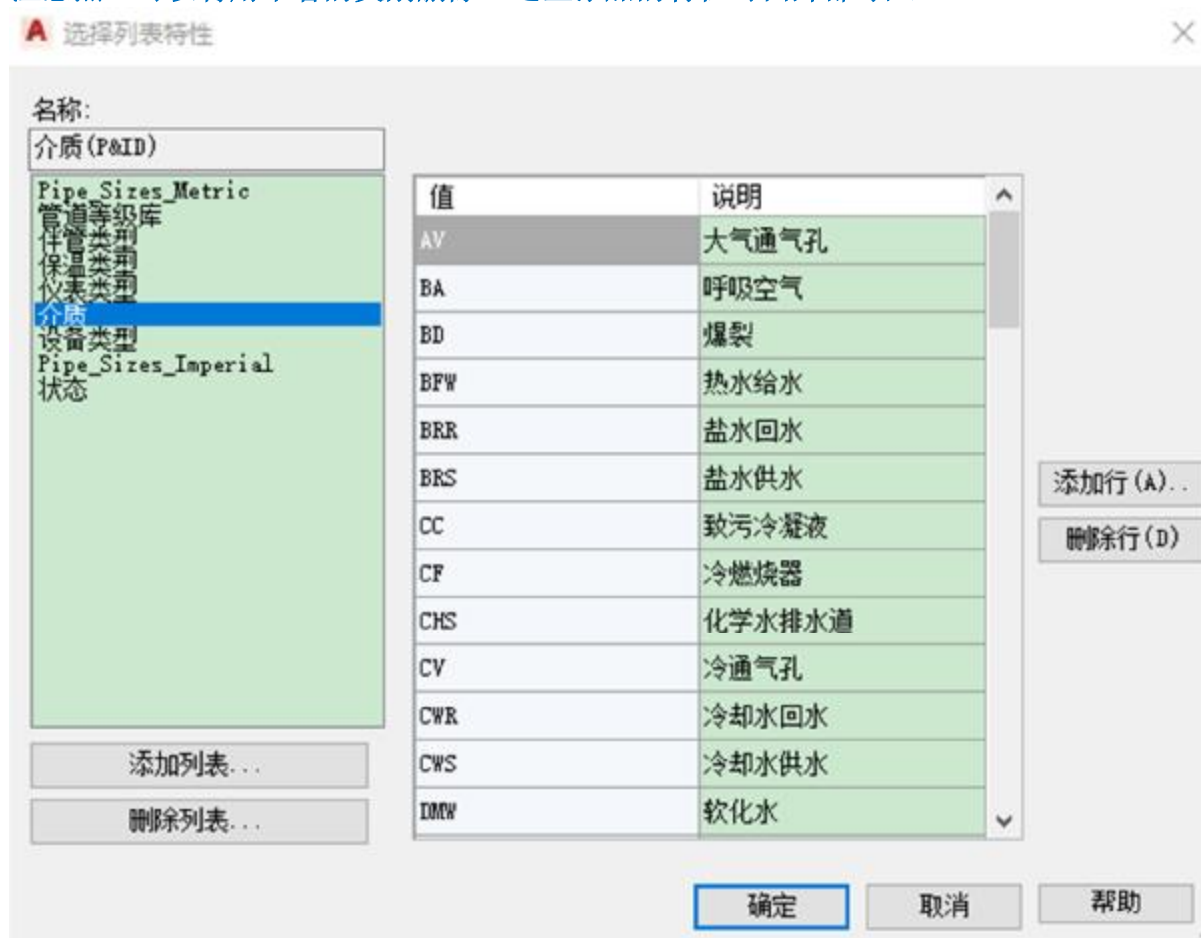 选择列表特性
名称:
介质(P&ID)
Pipe_Sizes_Metric
管道等级库
伴管类型
保温类型
仪表类型
介质
设备类型
Pipe_Sizes_Imperial
状态
添加列表...
删除列表...
值 说明
AV 大气通气孔
BA 呼吸空气
BD 爆裂
BFW 热水给水
BRR 盐水回水
BRS 盐水供水
CC 致污冷凝液
CF 冷燃烧器
CHS 化学水排水道
CV 冷通气孔
CWR 冷却水回水
CWS 冷却水供水
DMW 软化水
添加行(A)..
删除行(D)
确定 取消 帮助